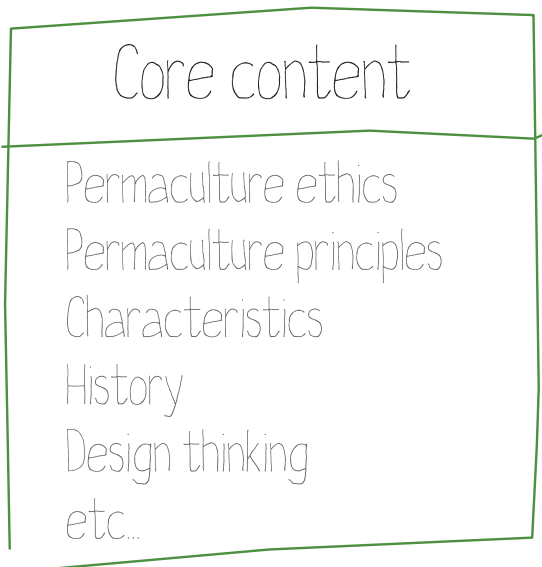 Core content
Permaculture ethics
Permaculture principles
Characteristics
History
Design thinking
etc...